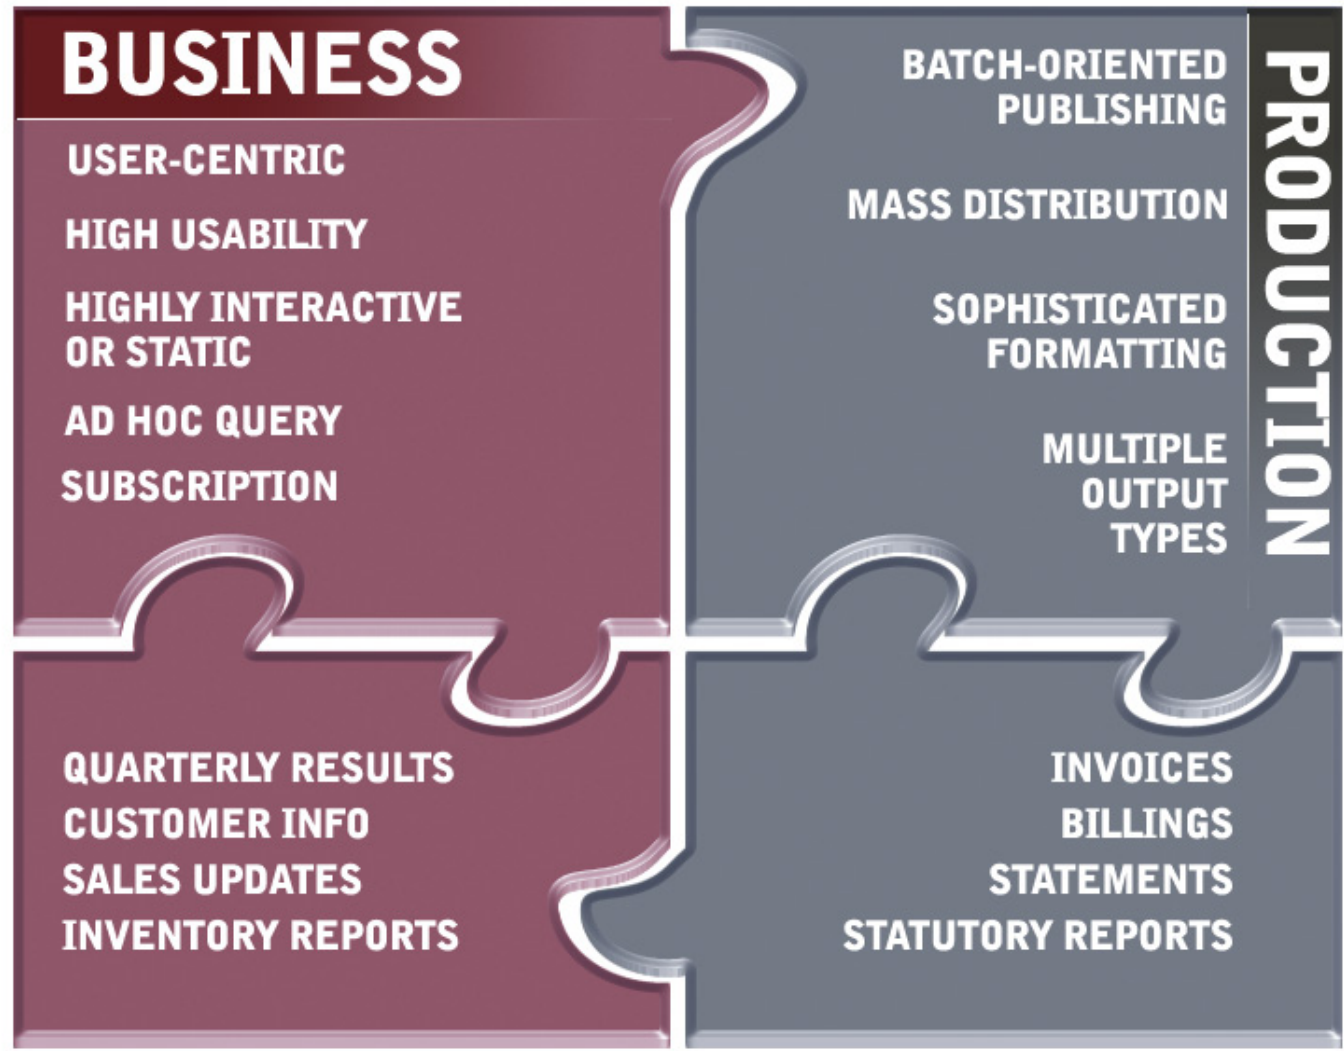 BUSINESS
USER-CENTRIC
HIGH USABILITY
HIGHLY INTERACTIVE
OR STATIC
AD HOC QUERY
SUBSCRIPTION
PRODUCTION
BATCH-ORIENTED
PUBLISHING
MASS DISTRIBUTION
SOPHISTICATED
FORMATTING
MULTIPLE
OUTPUT
TYPES
QUARTERLY RESULTS
CUSTOMER INFO
SALES UPDATES
INVENTORY REPORTS
INVOICES
BILLINGS
STATEMENTS
STATUTORY REPORTS